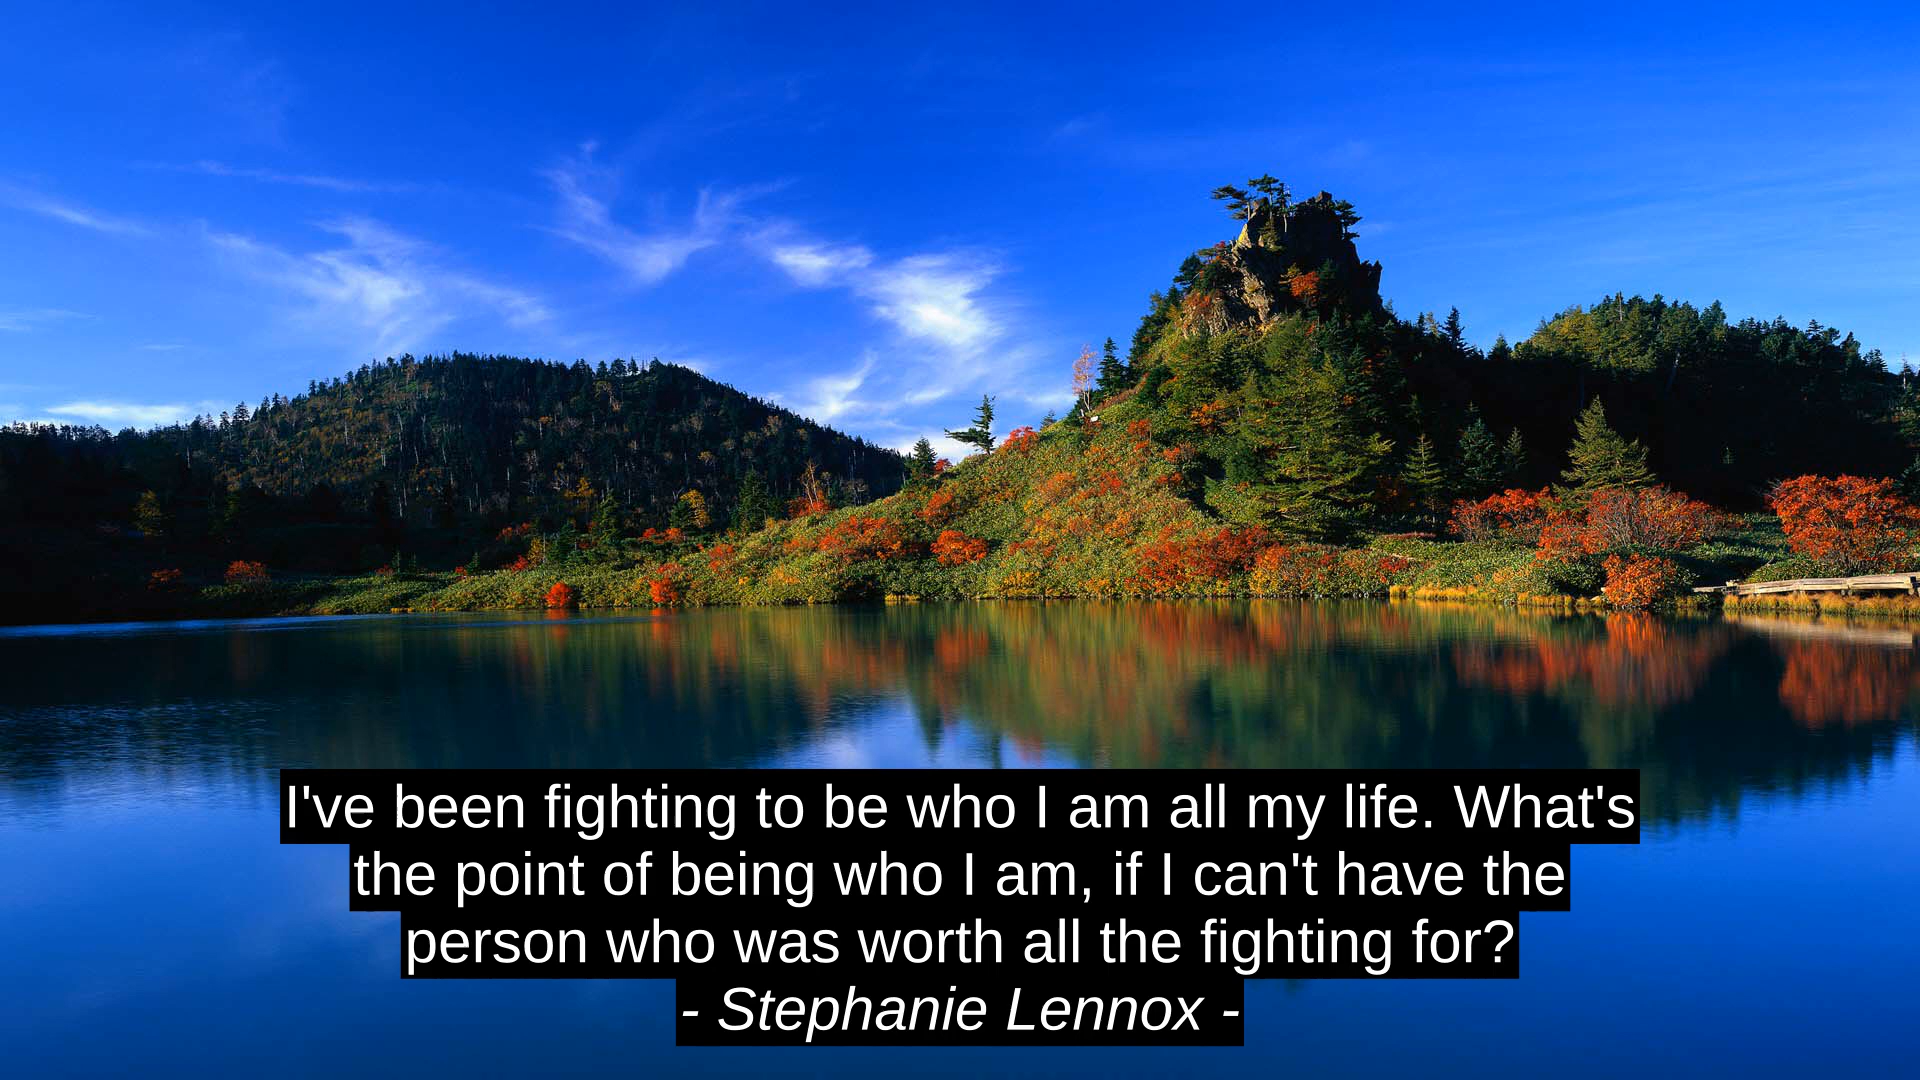 I've been fighting to be who I am all my life. What's
the point of being who I am, if I can't have the
person who was worth all the fighting for?
- Stephanie Lennox -